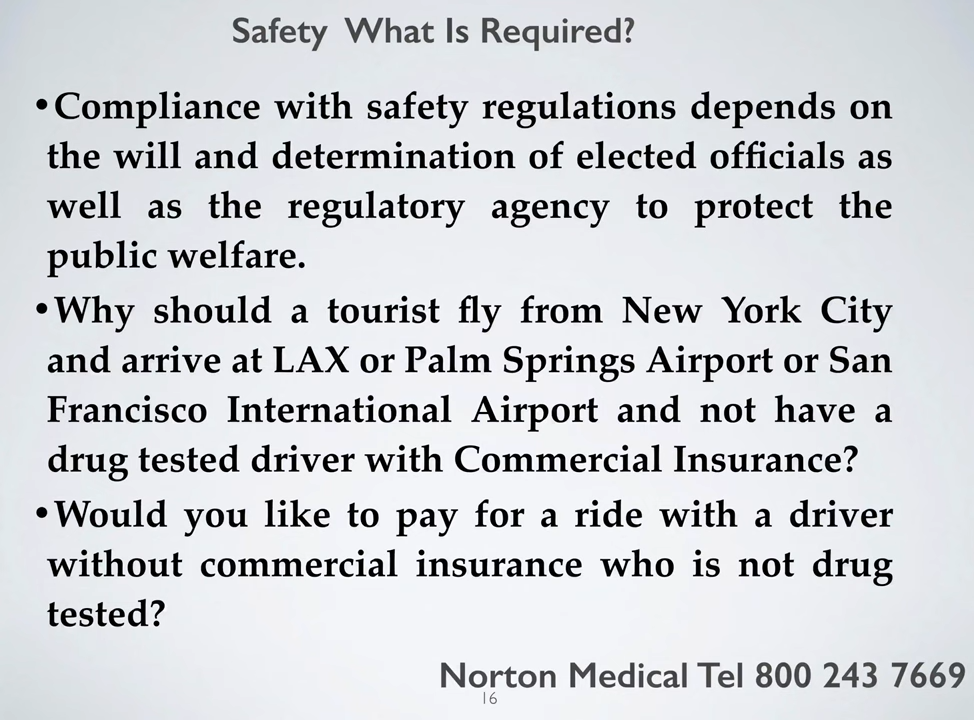 Safety What Is Required?
•Compliance with safety regulations depends on
the will and determination of elected officials as
well as the regulatory agency to protect the
public welfare.
•Why should a tourist fly from New York City
and arrive at LAX or Palm Springs Airport or San
Francisco International Airport and not have a
drug tested driver with Commercial Insurance?
•Would you like to pay for a ride with a driver
without commercial insurance who is not drug
tested?
Norton Medical Tel 800 243 7669
16